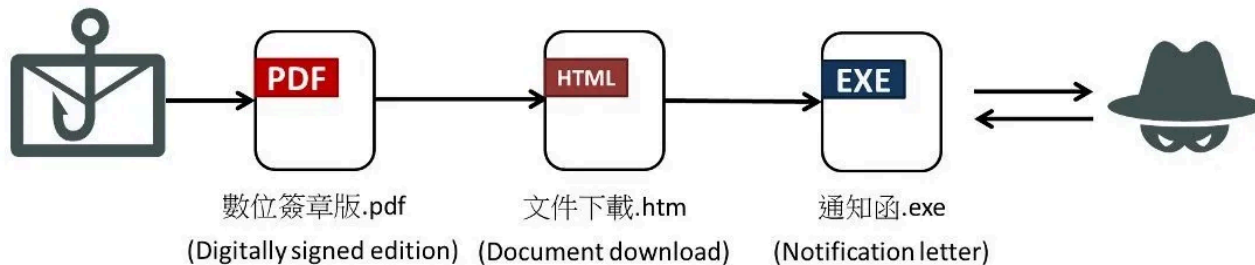 PDF
HTML
EXE
數位簽章版.pdf
文件下載.htm
通知函.exe
(Digitally signed edition)
(Document download)
(Notification letter)